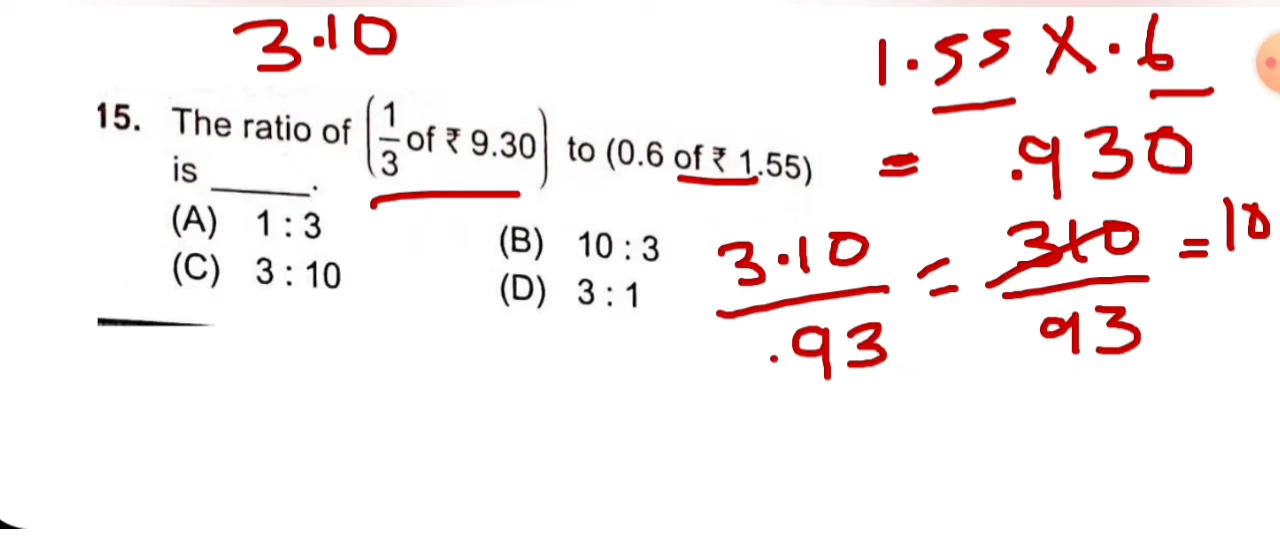 3.10
15. The ratio of (1/3 of ₹ 9.30) to (0.6 of ₹ 1.55)
is ______.
(A) 1 : 3
(B) 10 : 3
(C) 3 : 10
(D) 3 : 1
1.55 X .6
= .930
3.10/.93 = 310/93 = 10